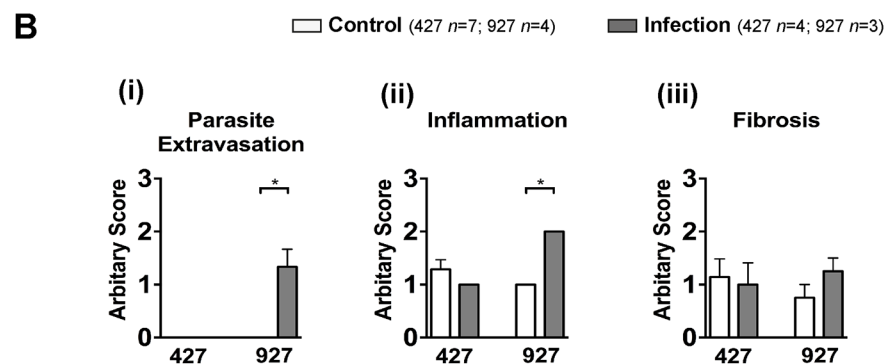 B
Control (427 n=7; 927 n=4)
Infection (427 n=4; 927 n=3)
(i)
Parasite
Extravasation
Arbitary Score
3
2
1
0
*
427
927
(ii)
Inflammation
Arbitary Score
3
2
1
0
*
427
927
(iii)
Fibrosis
Arbitary Score
3
2
1
0
427
927